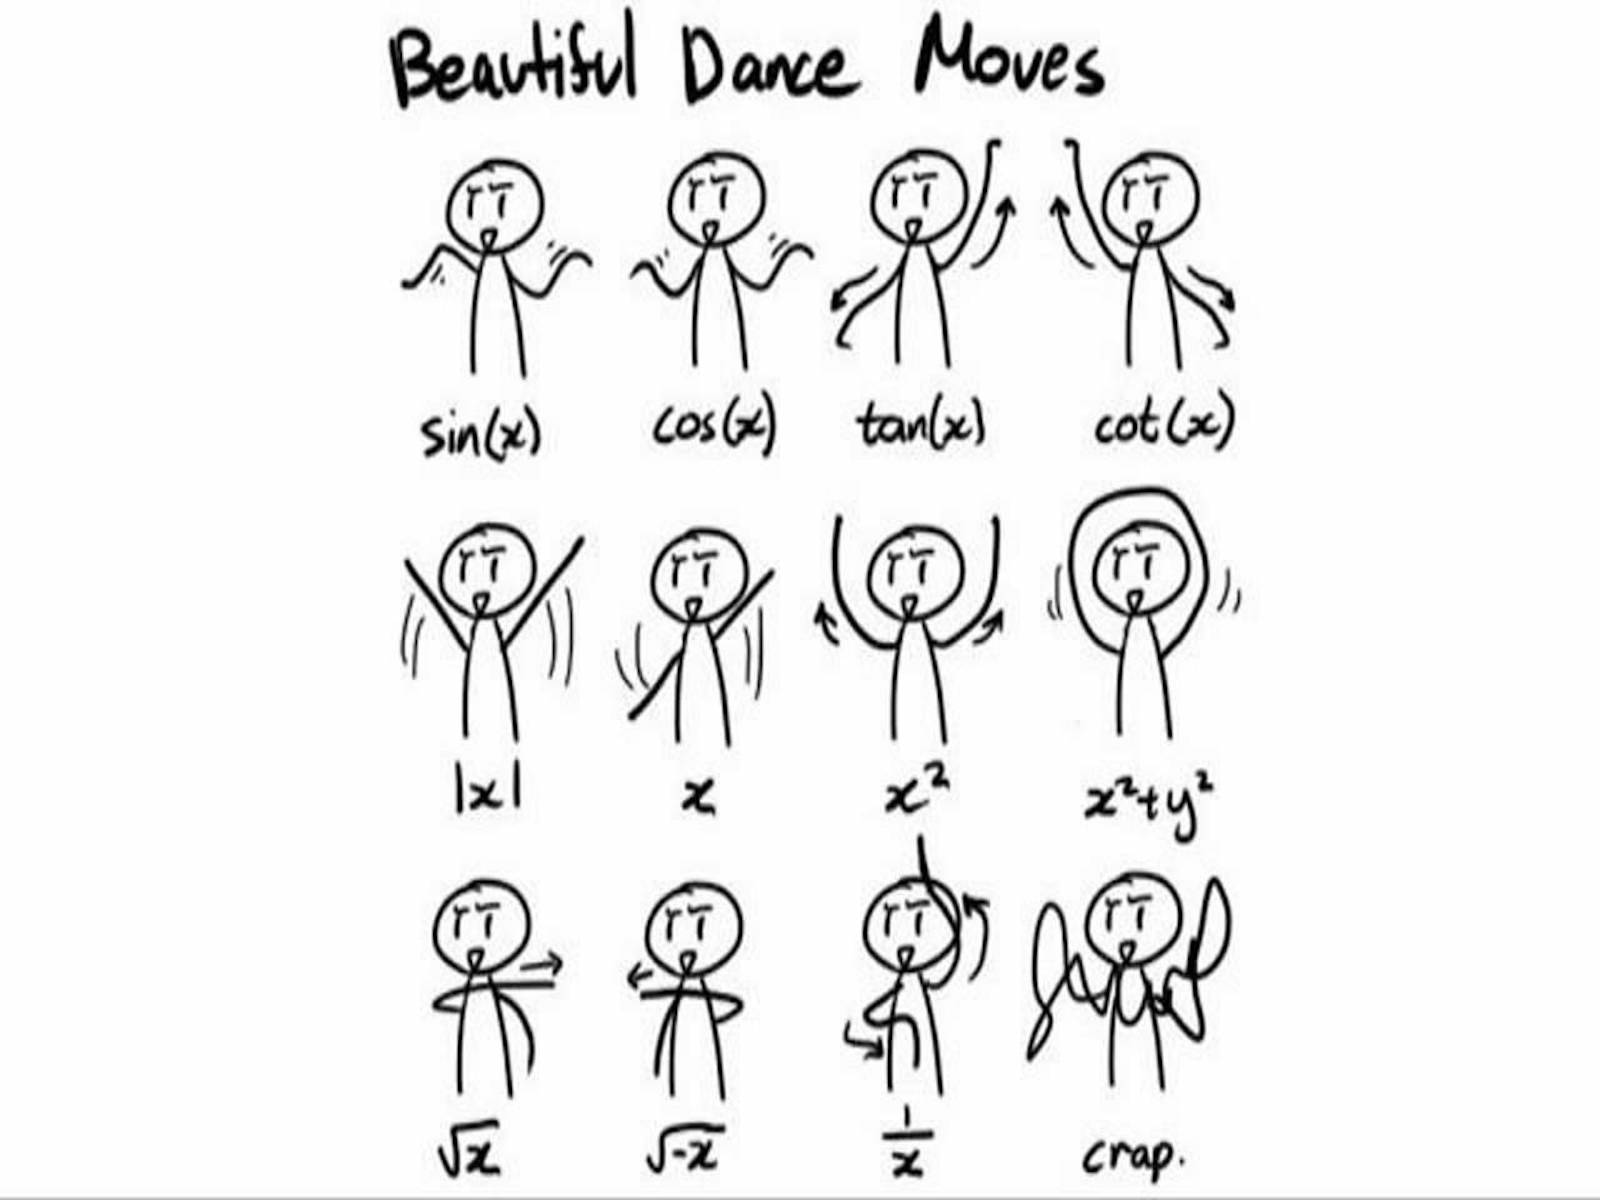 Beautiful Dance Moves
sin(x) cos(x) tan(x) cot(x)
|x| x x² x²+y²
√x √-x 1/x crap.